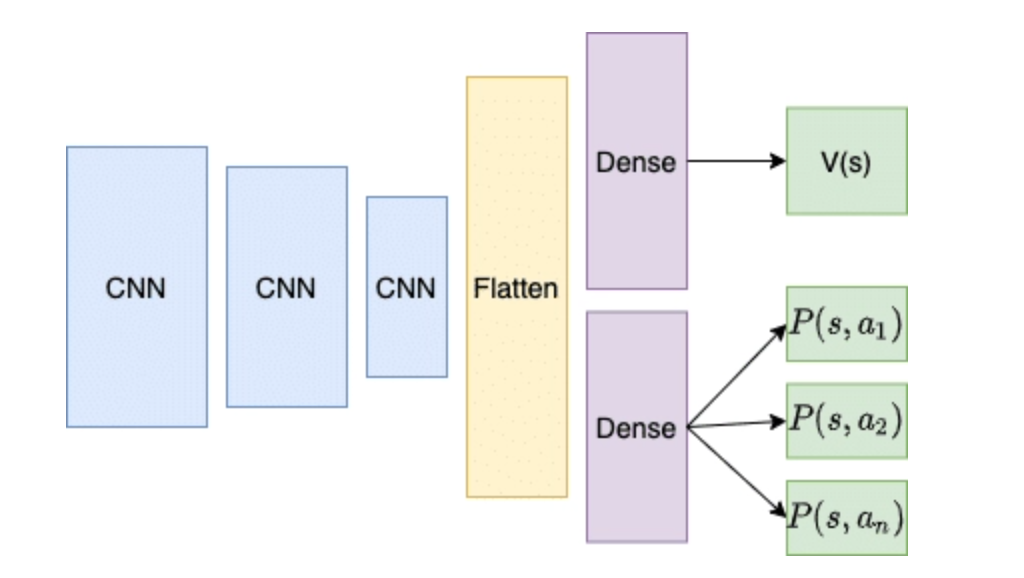 CNN
CNN
CNN
Flatten
Dense
V(s)
Dense
P(s, a₁)
P(s, a₂)
P(s, aₙ)